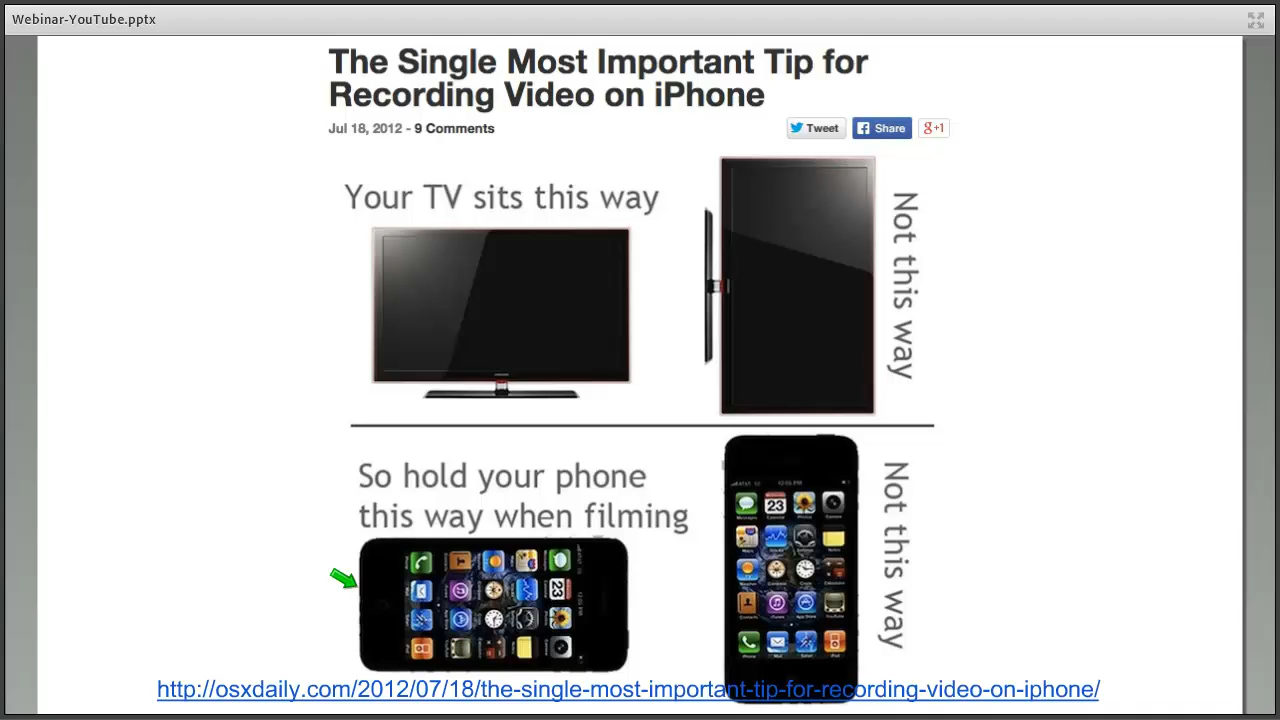 Webinar-YouTube.pptx
The Single Most Important Tip for
Recording Video on iPhone
Jul 18, 2012 - 9 Comments
Tweet
Share
g+1
Your TV sits this way
Not this way
So hold your phone
this way when filming
Not this way
http://osxdaily.com/2012/07/18/the-single-most-important-tip-for-recording-video-on-iphone/